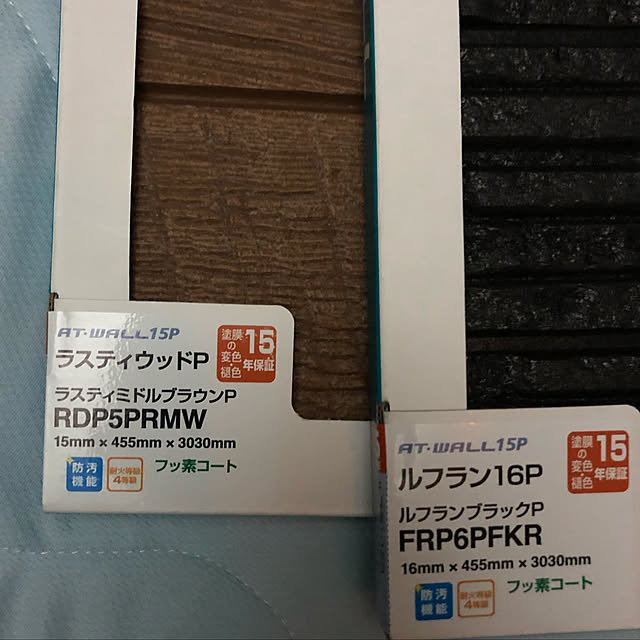 AT-WALL15P
ラスティウッドP
塗膜の変色・褪色
15年保証
ラスティミドルブラウンP
RDP5PRMW
15mm × 455mm × 3030mm
防汚機能
耐火等級4等級
フッ素コート
AT-WALL15P
ルフラン16P
塗膜の変色・褪色
15年保証
ルフランブラックP
FRP6PFKR
16mm × 455mm × 3030mm
防汚機能
耐火等級4等級
フッ素コート